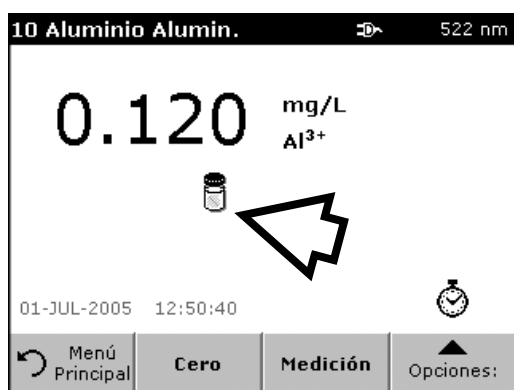 10 Aluminio Alumin. 522 nm
0.120 mg/L
Al³⁺
01-JUL-2005 12:50:40
Menú
Principal
Cero
Medición
Opciones: